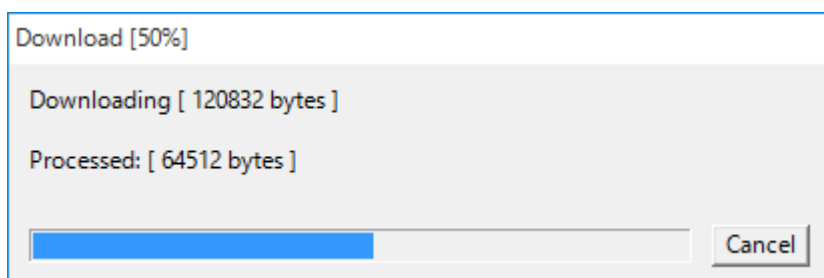 Download [50%]
Downloading [ 120832 bytes ]
Processed: [ 64512 bytes ]
Cancel